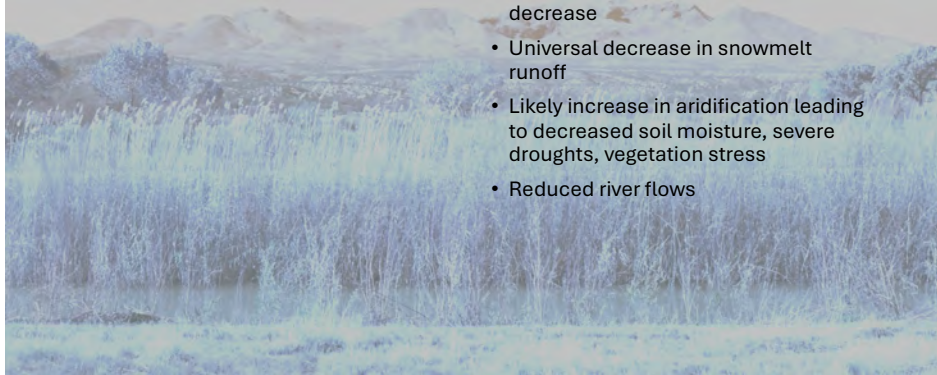 decrease
• Universal decrease in snowmelt
runoff
• Likely increase in aridification leading
to decreased soil moisture, severe
droughts, vegetation stress
• Reduced river flows